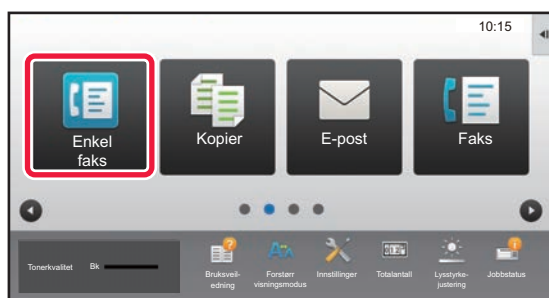 10:15
Enkel
faks
Kopier
E-post
Faks
Tonerkvalitet
Bk
Bruksveil-
edning
Forstørr
visningsmodus
Innstillinger
Totalantall
Lysstyrke-
justering
Jobbstatus